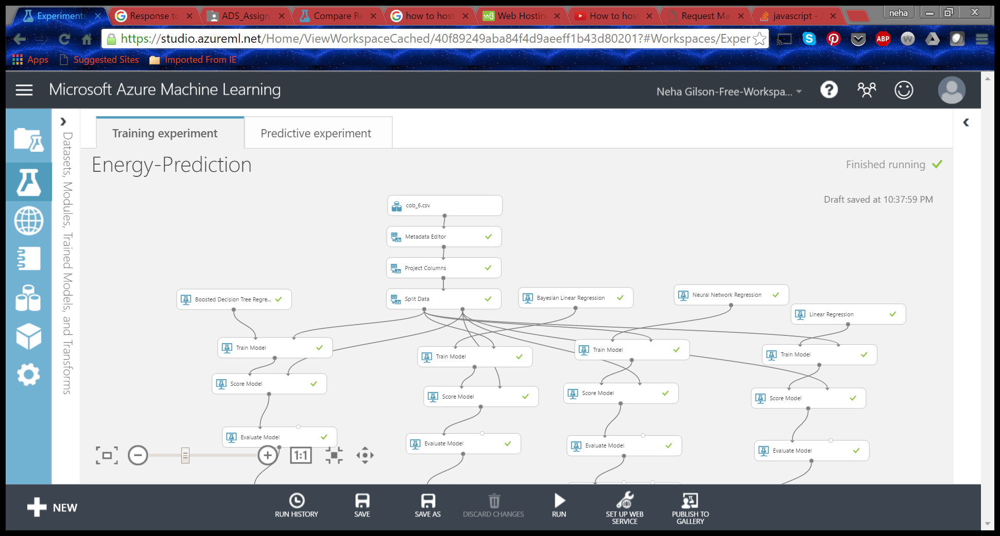 Experiments
Response to
ADS_Assign
Compare Re
how to host
Web Hostin
How to host
Request Ma
javascript -
neha
https://studio.azureml.net/Home/ViewWorkspaceCached/40f89249aba84f4d9aeeff1b43d80201?#Workspaces/Exper
ABP
Apps
Suggested Sites
Imported From IE
Microsoft Azure Machine Learning
Neha Gilson-Free-Workspa...
Datasets, Modules, Trained Models, and Transforms
Training experiment
Predictive experiment
Energy-Prediction
Finished running
Draft saved at 10:37:59 PM
cob_6.csv
Metadata Editor
Project Columns
Split Data
Boosted Decision Tree Regre...
Bayesian Linear Regression
Neural Network Regression
Linear Regression
Train Model
Train Model
Train Model
Train Model
Score Model
Score Model
Score Model
Score Model
Evaluate Model
Evaluate Model
Evaluate Model
Evaluate Model
1:1
NEW
RUN HISTORY
SAVE
SAVE AS
DISCARD CHANGES
RUN
SET UP WEB
SERVICE
PUBLISH TO
GALLERY